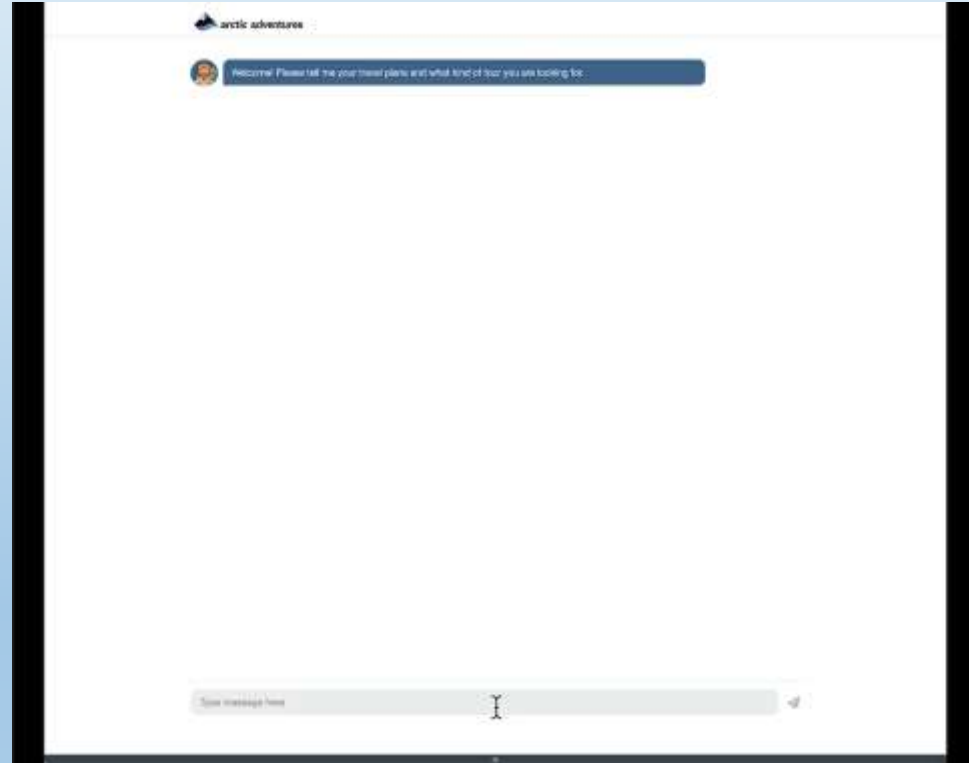 arctic adventures
Welcome! Please tell me your travel plans and what kind of tour you are looking for.
Type message here